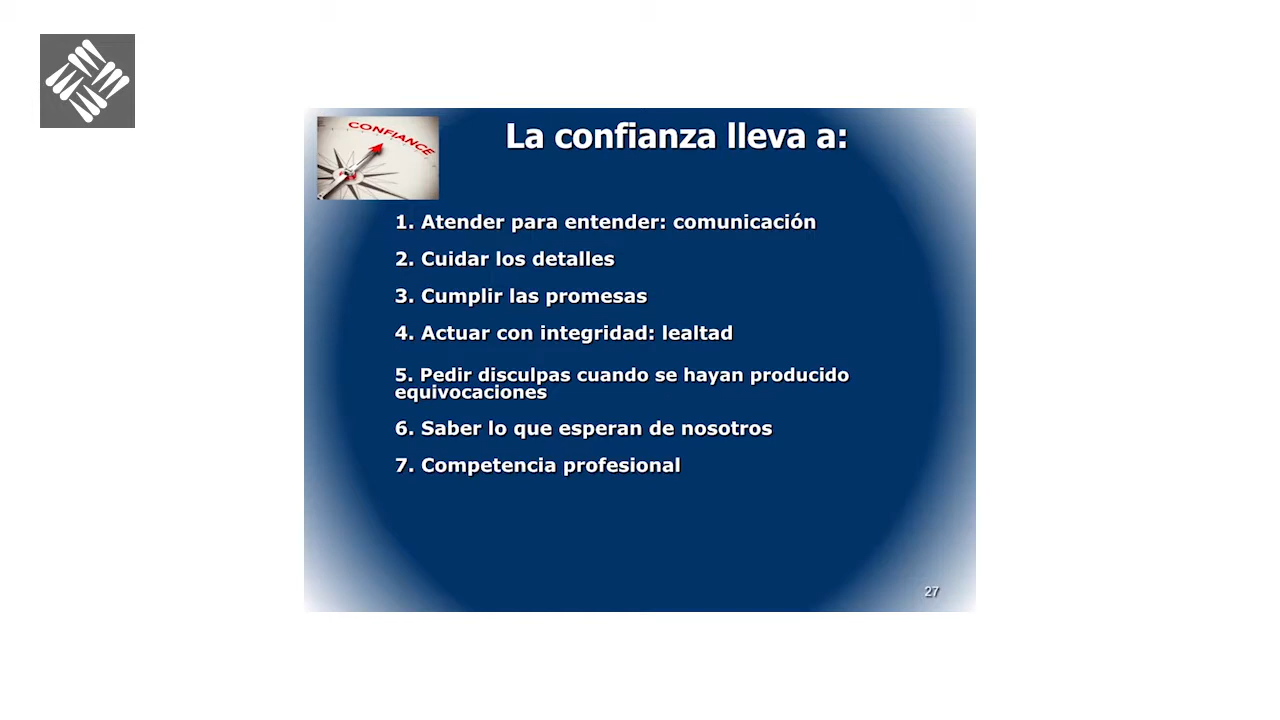 CONFIANCE
La confianza lleva a:
1. Atender para entender: comunicación
2. Cuidar los detalles
3. Cumplir las promesas
4. Actuar con integridad: lealtad
5. Pedir disculpas cuando se hayan producido
equivocaciones
6. Saber lo que esperan de nosotros
7. Competencia profesional
27